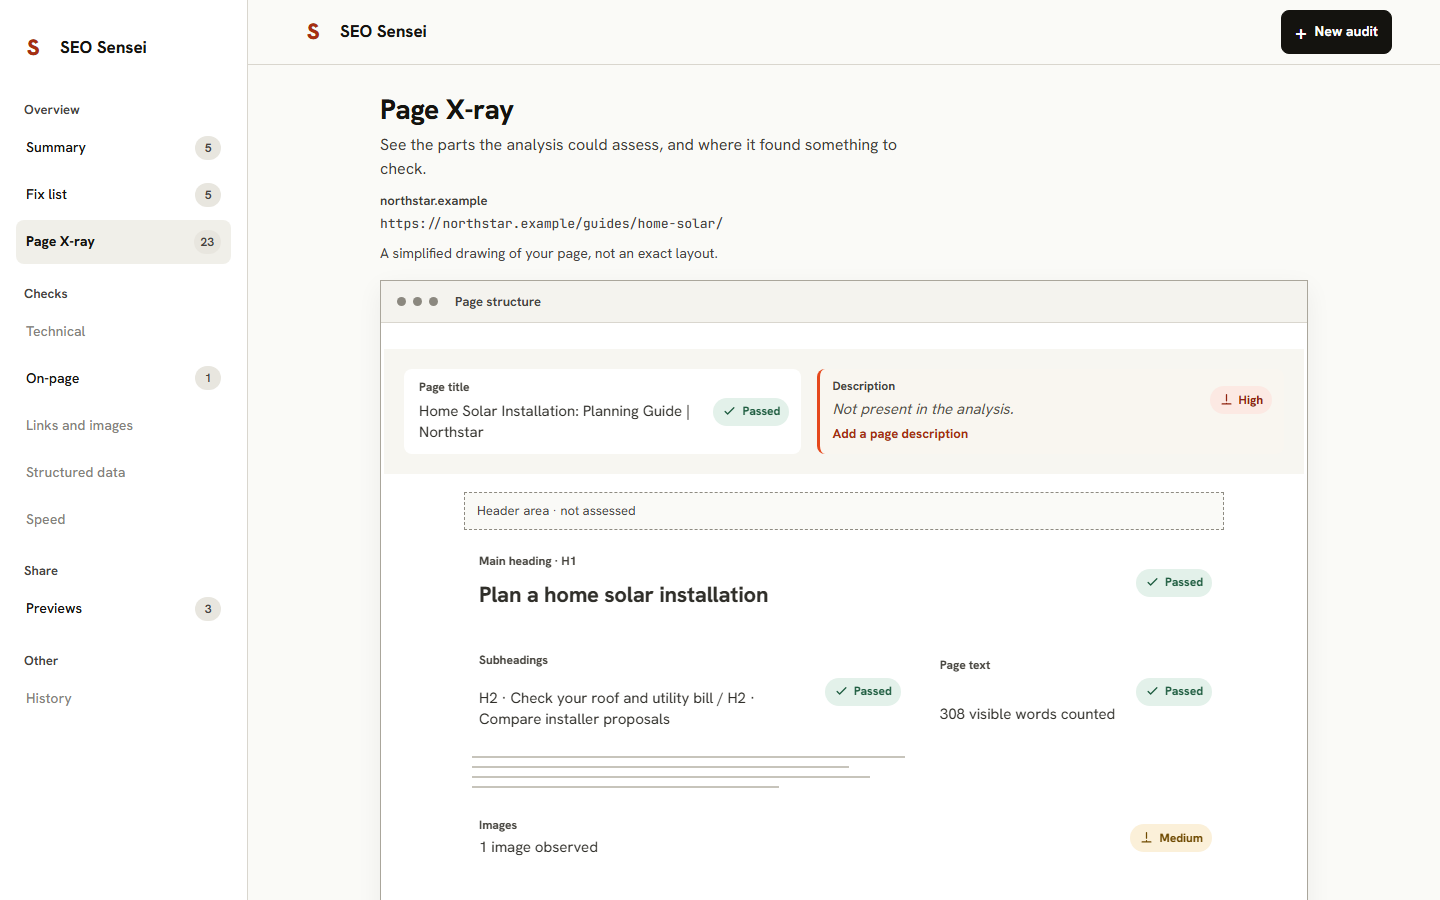 S SEO Sensei
Overview
Summary 5
Fix list 5
Page X-ray 23
Checks
Technical
On-page 1
Links and images
Structured data
Speed
Share
Previews 3
Other
History
S SEO Sensei
+ New audit
Page X-ray
See the parts the analysis could assess, and where it found something to
check.
northstar.example
https://northstar.example/guides/home-solar/
A simplified drawing of your page, not an exact layout.
Page structure
Page title
Home Solar Installation: Planning Guide |
Northstar
Passed
Description
Not present in the analysis.
Add a page description
High
Header area · not assessed
Main heading · H1
Plan a home solar installation
Passed
Subheadings
H2 · Check your roof and utility bill / H2 ·
Compare installer proposals
Passed
Page text
308 visible words counted
Passed
Images
1 image observed
Medium